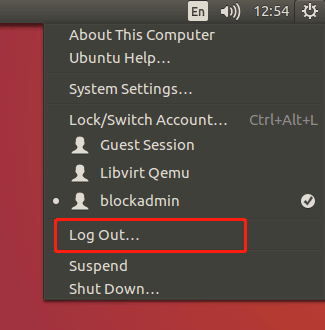 En 12:54
About This Computer
Ubuntu Help...
System Settings...
Lock/Switch Account... Ctrl+Alt+L
Guest Session
Libvirt Qemu
blockadmin
Log Out...
Suspend
Shut Down...